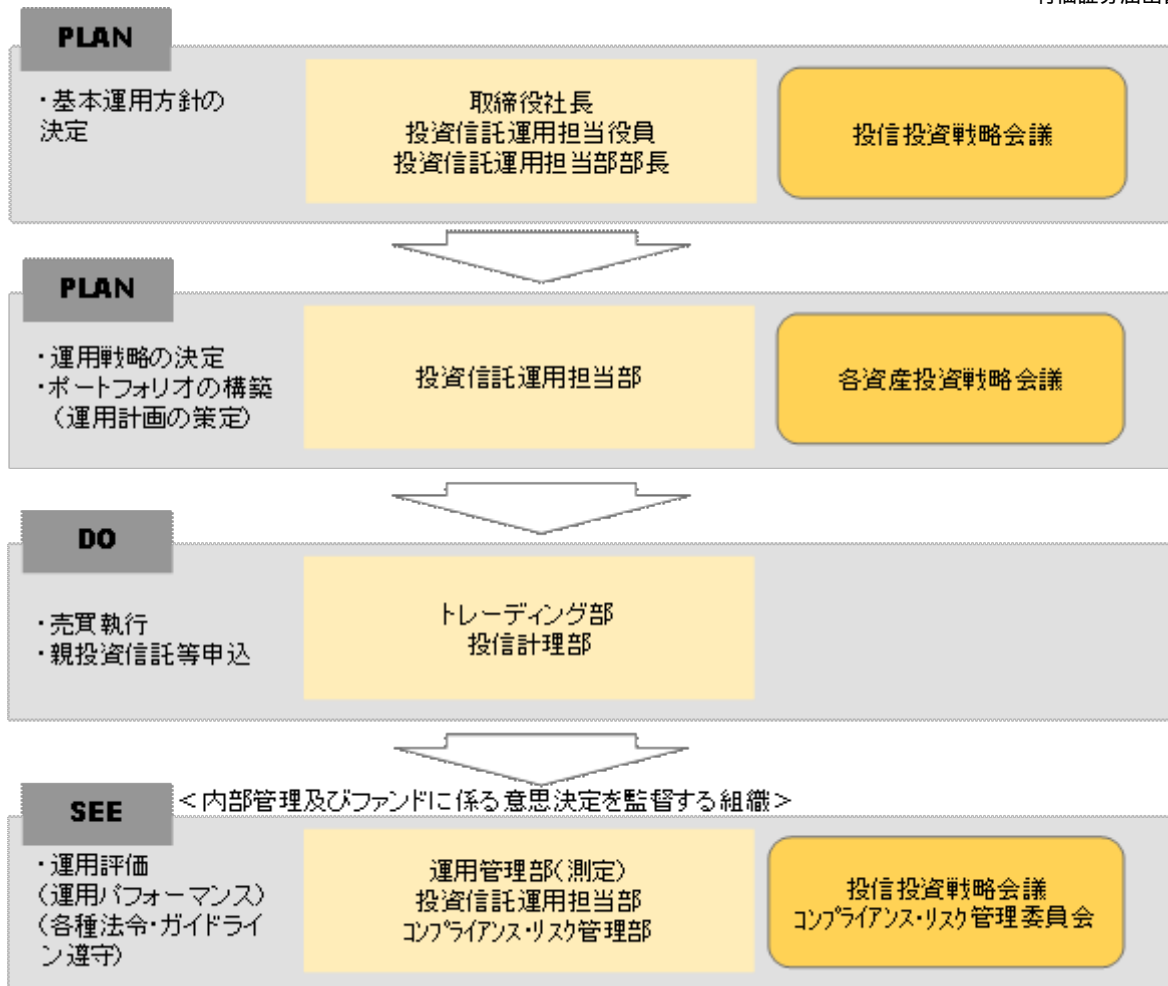 PLAN
・基本運用方針の
決定
取締役社長
投資信託運用担当役員
投資信託運用担当部部長
投信投資戦略会議
PLAN
・運用戦略の決定
・ポートフォリオの構築
（運用計画の策定）
投資信託運用担当部
各資産投資戦略会議
DO
・売買執行
・親投資信託等申込
トレーディング部
投信計理部
SEE
＜内部管理及びファンドに係る意思決定を監督する組織＞
・運用評価
（運用パフォーマンス）
（各種法令・ガイドライ
ン遵守）
運用管理部（測定）
投資信託運用担当部
ｺﾝﾌﾟﾗｲｱﾝｽ・ﾘｽｸ管理部
投信投資戦略会議
ｺﾝﾌﾟﾗｲｱﾝｽ・ﾘｽｸ管理委員会